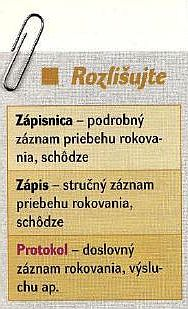 Rozlišujte
Zápisnica – podrobný
záznam priebehu rokova-
nia, schôdze
Zápis – stručný záznam
priebehu rokovania,
schôdze
Protokol – doslovný
záznam rokovania, výslu-
chu ap.